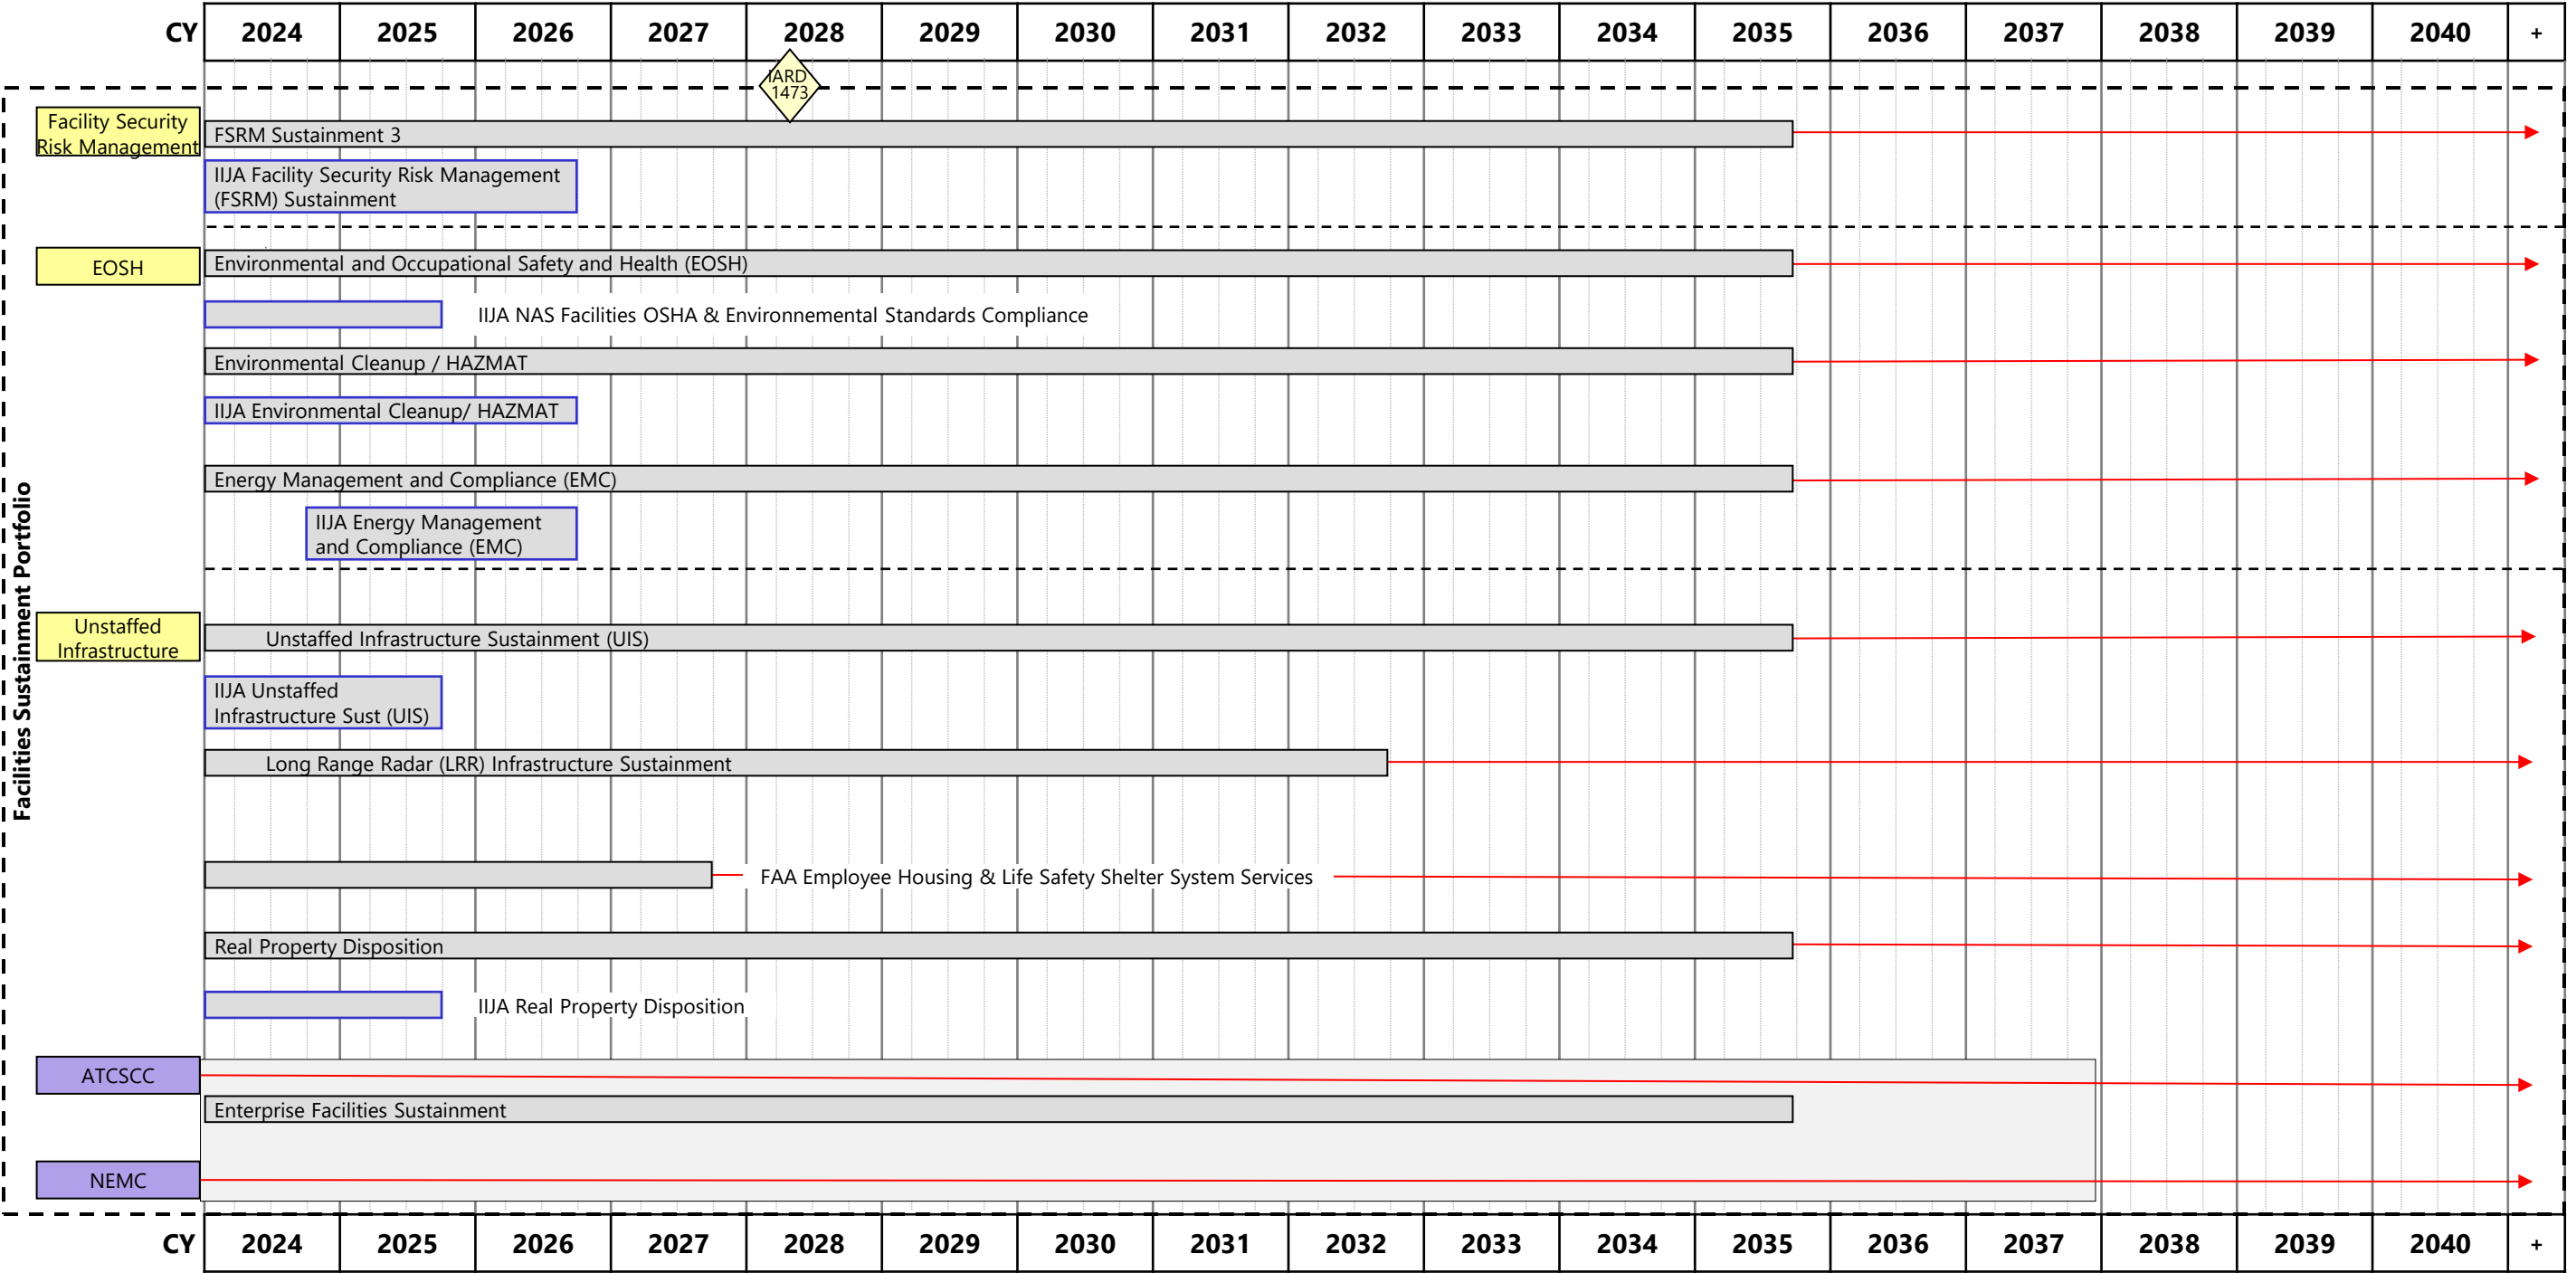 CY 2024 2025 2026 2027 2028 2029 2030 2031 2032 2033 2034 2035 2036 2037 2038 2039 2040 +
IARD
1473
Facilities Sustainment Portfolio
Facility Security
Risk Management
FSRM Sustainment 3
IIJA Facility Security Risk Management
(FSRM) Sustainment
EOSH
Environmental and Occupational Safety and Health (EOSH)
IIJA NAS Facilities OSHA & Environnemental Standards Compliance
Environmental Cleanup / HAZMAT
IIJA Environmental Cleanup/ HAZMAT
Energy Management and Compliance (EMC)
IIJA Energy Management
and Compliance (EMC)
Unstaffed
Infrastructure
Unstaffed Infrastructure Sustainment (UIS)
IIJA Unstaffed
Infrastructure Sust (UIS)
Long Range Radar (LRR) Infrastructure Sustainment
FAA Employee Housing & Life Safety Shelter System Services
Real Property Disposition
IIJA Real Property Disposition
ATCSCC
Enterprise Facilities Sustainment
NEMC
CY 2024 2025 2026 2027 2028 2029 2030 2031 2032 2033 2034 2035 2036 2037 2038 2039 2040 +